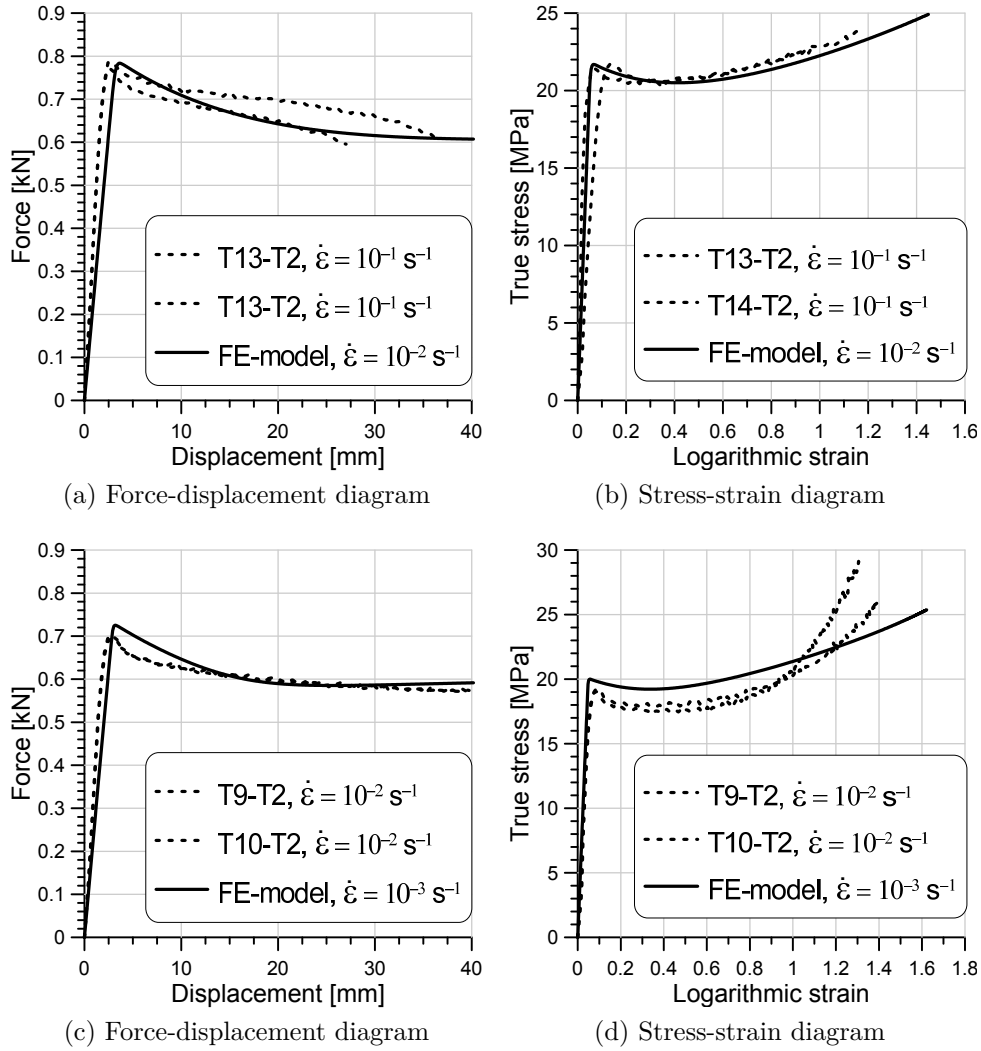 0.9
0.8
0.7
0.6
0.5
0.4
0.3
0.2
0.1
0
Force [kN]
T13-T2, ε̇ = 10⁻¹ s⁻¹
T13-T2, ε̇ = 10⁻¹ s⁻¹
FE-model, ε̇ = 10⁻² s⁻¹
0 10 20 30 40
Displacement [mm]
(a) Force-displacement diagram
25
20
15
10
5
0
True stress [MPa]
T13-T2, ε̇ = 10⁻¹ s⁻¹
T14-T2, ε̇ = 10⁻¹ s⁻¹
FE-model, ε̇ = 10⁻² s⁻¹
0 0.2 0.4 0.6 0.8 1 1.2 1.4 1.6
Logarithmic strain
(b) Stress-strain diagram
0.9
0.8
0.7
0.6
0.5
0.4
0.3
0.2
0.1
0
Force [kN]
T9-T2, ε̇ = 10⁻² s⁻¹
T10-T2, ε̇ = 10⁻² s⁻¹
FE-model, ε̇ = 10⁻³ s⁻¹
0 10 20 30 40
Displacement [mm]
(c) Force-displacement diagram
30
25
20
15
10
5
0
True stress [MPa]
T9-T2, ε̇ = 10⁻² s⁻¹
T10-T2, ε̇ = 10⁻² s⁻¹
FE-model, ε̇ = 10⁻³ s⁻¹
0 0.2 0.4 0.6 0.8 1 1.2 1.4 1.6 1.8
Logarithmic strain
(d) Stress-strain diagram